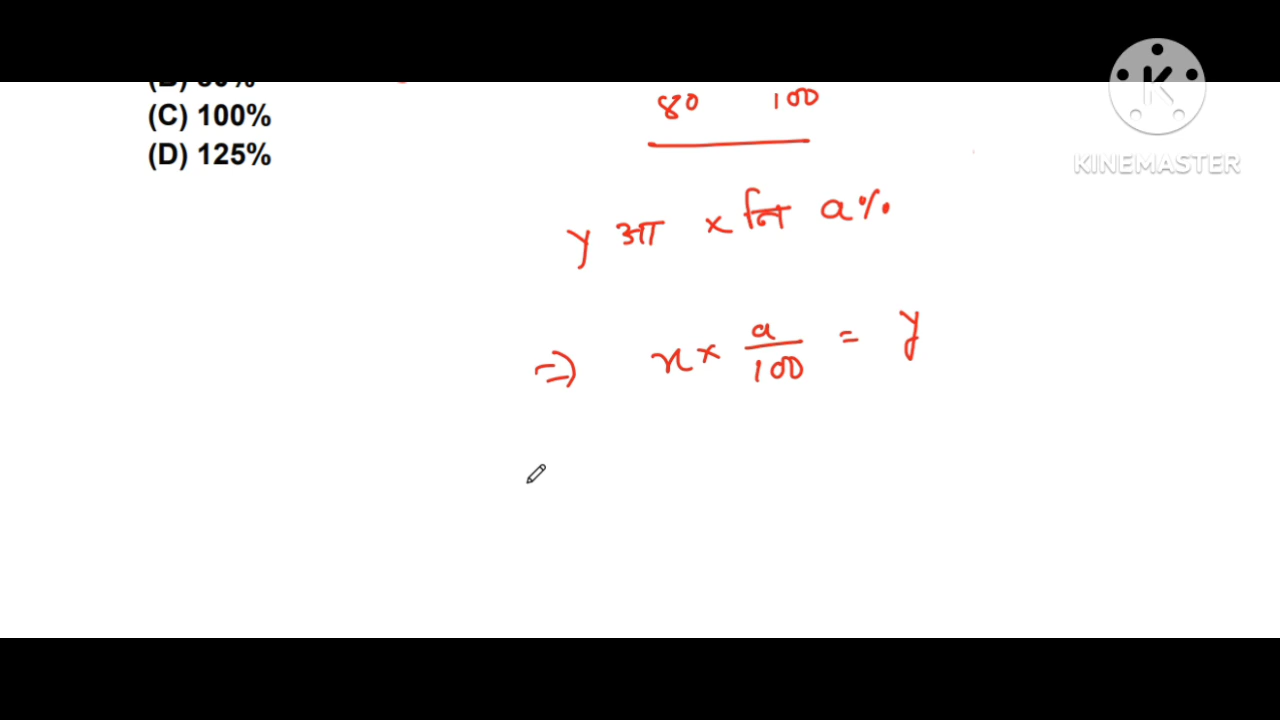 (C) 100%
(D) 125%
80 100
y आ x नि a%
=) x × a/100 = y
KINEMASTER